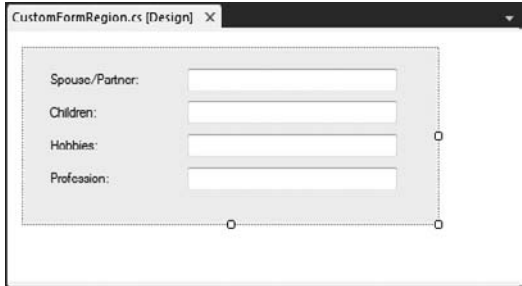 CustomFormRegion.cs [Design] X
Spouse/Partner:
Children:
Hobbies:
Profession: